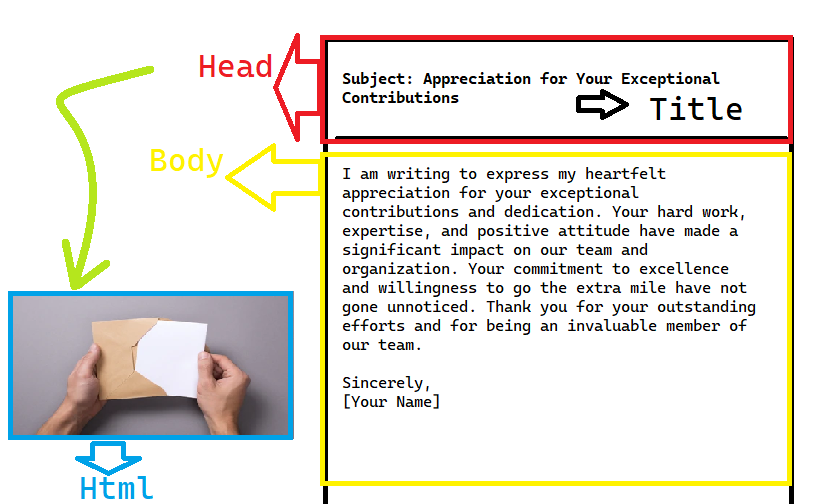 Head
Subject: Appreciation for Your Exceptional
Contributions
Title
Body
I am writing to express my heartfelt
appreciation for your exceptional
contributions and dedication. Your hard work,
expertise, and positive attitude have made a
significant impact on our team and
organization. Your commitment to excellence
and willingness to go the extra mile have not
gone unnoticed. Thank you for your outstanding
efforts and for being an invaluable member of
our team.
Sincerely,
[Your Name]
Html